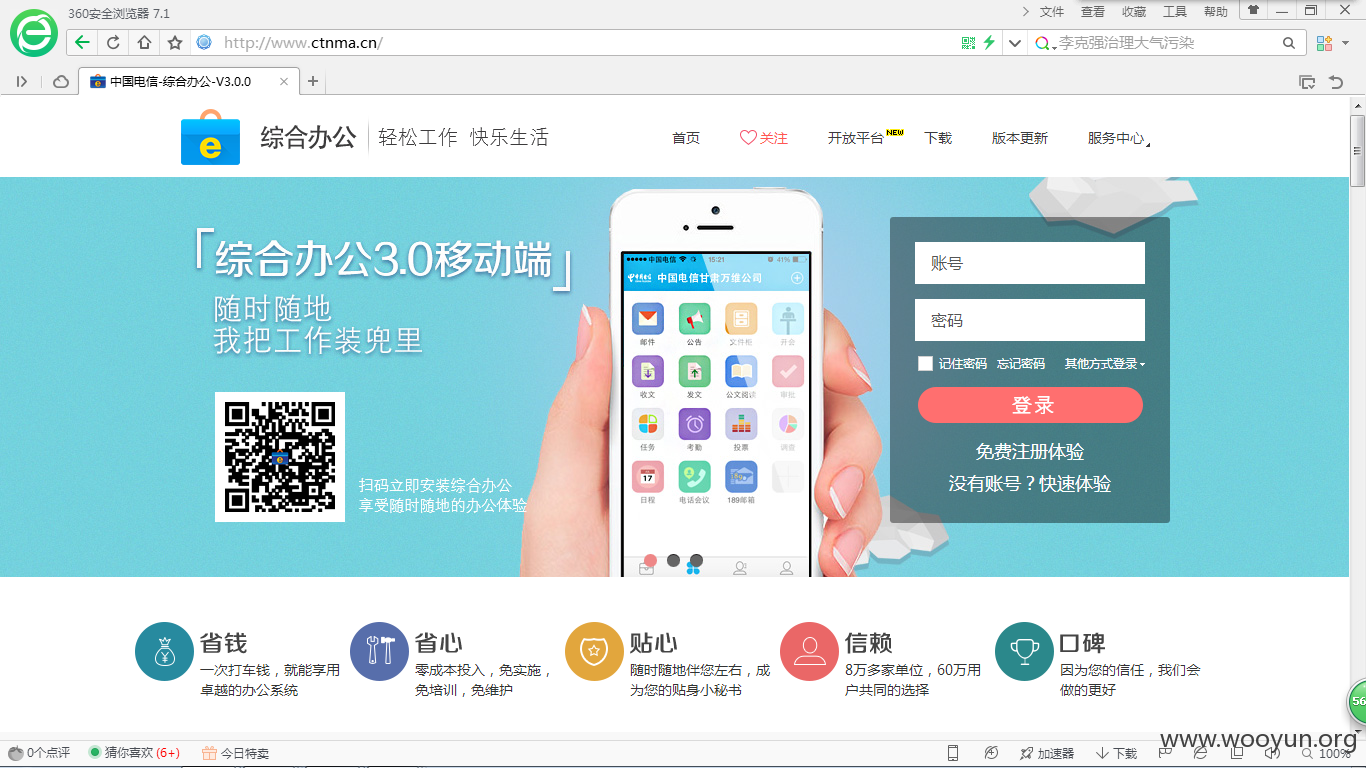 360安全浏览器 7.1
文件 查看 收藏 工具 帮助
http://www.ctnma.cn/
李克强治理大气污染
中国电信-综合办公-V3.0.0
综合办公 轻松工作 快乐生活
首页 关注 开放平台 NEW 下载 版本更新 服务中心
「综合办公3.0移动端」
随时随地
我把工作装兜里
扫码立即安装综合办公
享受随时随地的办公体验
中国电信 15:21 41%
中国电信甘肃万维公司
邮件 公告 文件柜 开会
收文 发文 公文阅读 审批
任务 考勤 投票 调查
17
日程 电话会议 189邮箱
账号
密码
记住密码 忘记密码 其他方式登录
登录
免费注册体验
没有账号？快速体验
省钱
一次打车钱，就能享用
卓越的办公系统
省心
零成本投入，免实施，
免培训，免维护
贴心
随时随地伴您左右，成
为您的贴身小秘书
信赖
8万多家单位，60万用
户共同的选择
口碑
因为您的信任，我们会
做的更好
56
www.wooyun.org
0个点评 猜你喜欢 (6+) 今日特卖
加速器 下载 100%